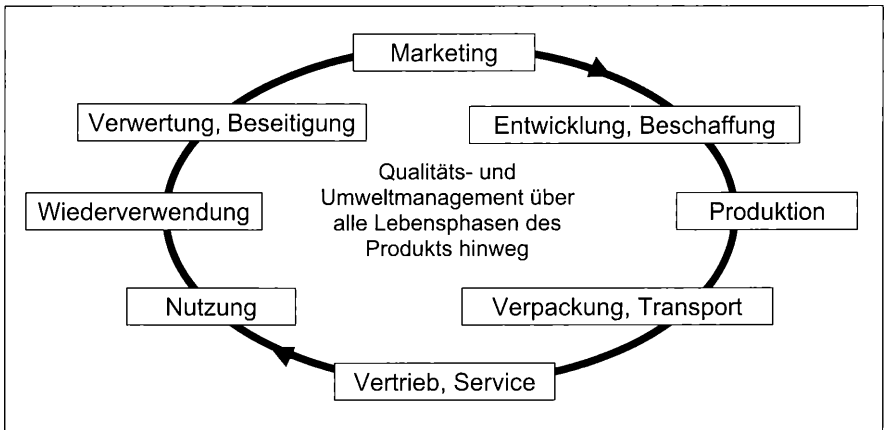 Marketing
Verwertung, Beseitigung
Entwicklung, Beschaffung
Qualitäts- und
Umweltmanagement über
alle Lebensphasen des
Produkts hinweg
Wiederverwendung
Produktion
Nutzung
Verpackung, Transport
Vertrieb, Service